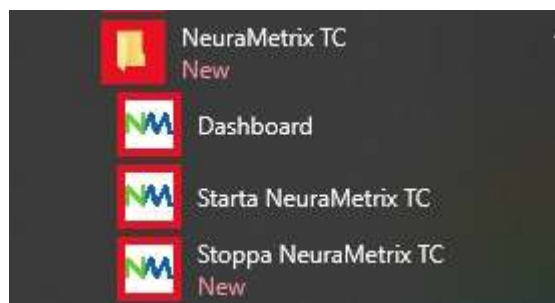 NeuraMetrix TC
New
NM
Dashboard
NM
Starta NeuraMetrix TC
NM
Stoppa NeuraMetrix TC
New